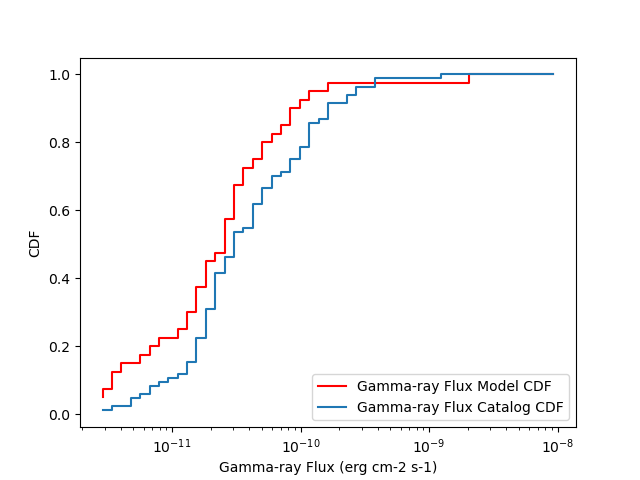 1.0
0.8
0.6
0.4
0.2
0.0
CDF
Gamma-ray Flux Model CDF
Gamma-ray Flux Catalog CDF
10⁻¹¹ 10⁻¹⁰ 10⁻⁹ 10⁻⁸
Gamma-ray Flux (erg cm-2 s-1)